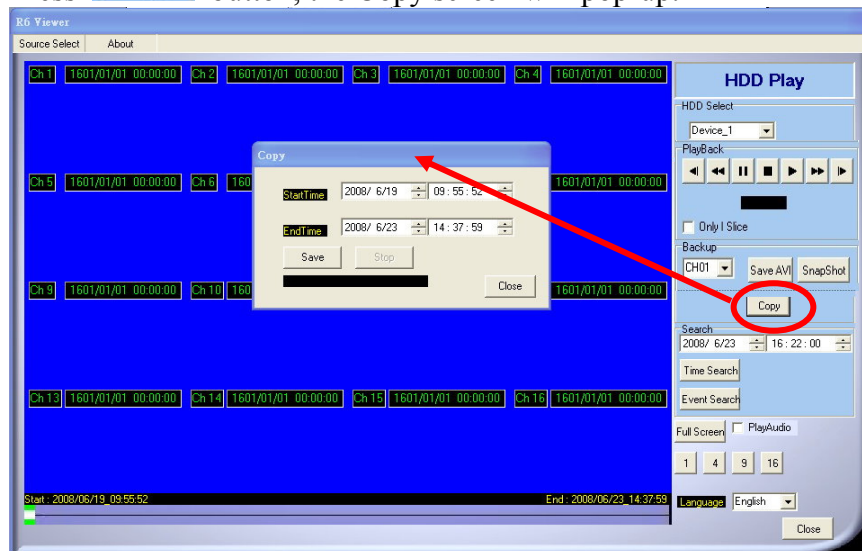 R6 Viewer
Source Select About
Ch 1 1601/01/01 00:00:00 Ch 2 1601/01/01 00:00:00 Ch 3 1601/01/01 00:00:00 Ch 4 1601/01/01 00:00:00
HDD Play
HDD Select
Device_1
PlayBack
Only I Slice
Backup
CH01 Save AVI SnapShot
Copy
Search
2008/ 6/23 16 : 22 : 00
Time Search
Event Search
Full Screen PlayAudio
1 4 9 16
Language English
Close
Copy
StartTime 2008/ 6/19 09 : 55 : 52
EndTime 2008/ 6/23 14 : 37 : 59
Save Stop
Close
Ch 5 1601/01/01 00:00:00 Ch 6 160 1601/01/01 00:00:00
Ch 9 1601/01/01 00:00:00 Ch 10 160 1601/01/01 00:00:00
Ch 13 1601/01/01 00:00:00 Ch 14 1601/01/01 00:00:00 Ch 15 1601/01/01 00:00:00 Ch 16 1601/01/01 00:00:00
Start : 2008/06/19_09:55:52 End : 2008/06/23_14:37:59